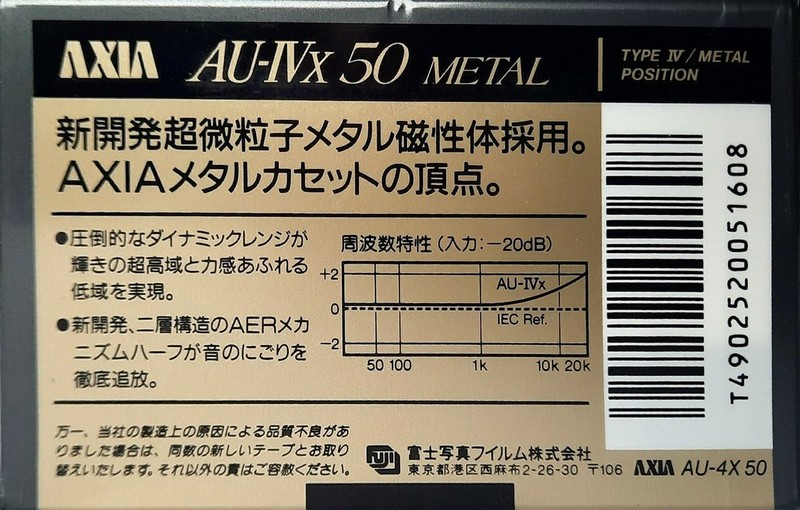 AXIA AU-IVx 50 METAL
TYPE IV / METAL
POSITION
新開発超微粒子メタル磁性体採用。
AXIAメタルカセットの頂点。
●圧倒的なダイナミックレンジが
輝きの超高域と力感あふれる
低域を実現。
●新開発、二層構造のAERメカ
ニズムハーフが音のにごりを
徹底追放。
周波数特性(入力:−20dB)
+2
0
−2
AU-IVx
IEC Ref.
50 100 1k 10k 20k
万一、当社の製造上の原因による品質不良があ
りました場合は、同数の新しいテープとお取り
替えいたします。それ以外の責はご容赦ください。
FUJI 富士写真フイルム株式会社
東京都港区西麻布2-26-30 〒106
AXIA AU-4X 50
T4902520051608